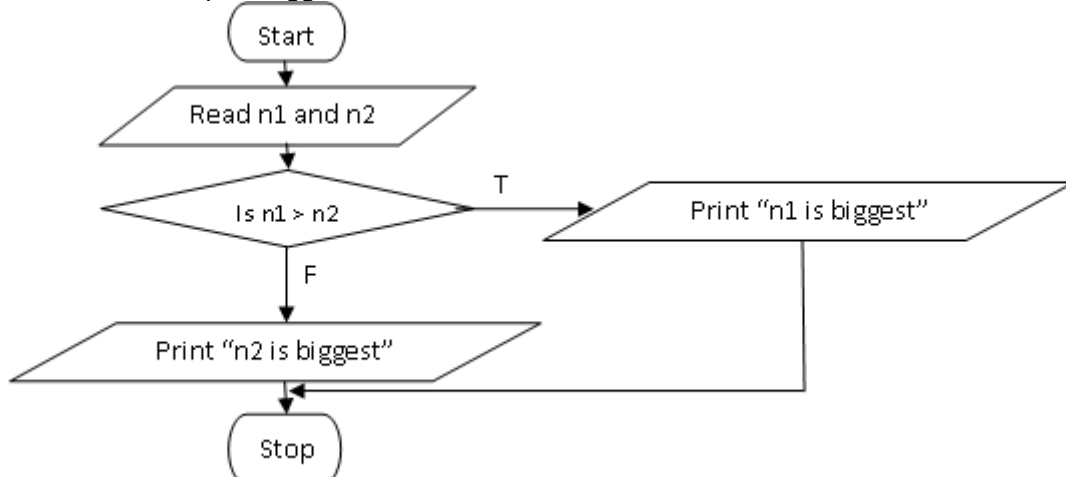 Start
Read n1 and n2
Is n1 > n2
T
Print “n1 is biggest”
F
Print “n2 is biggest”
Stop